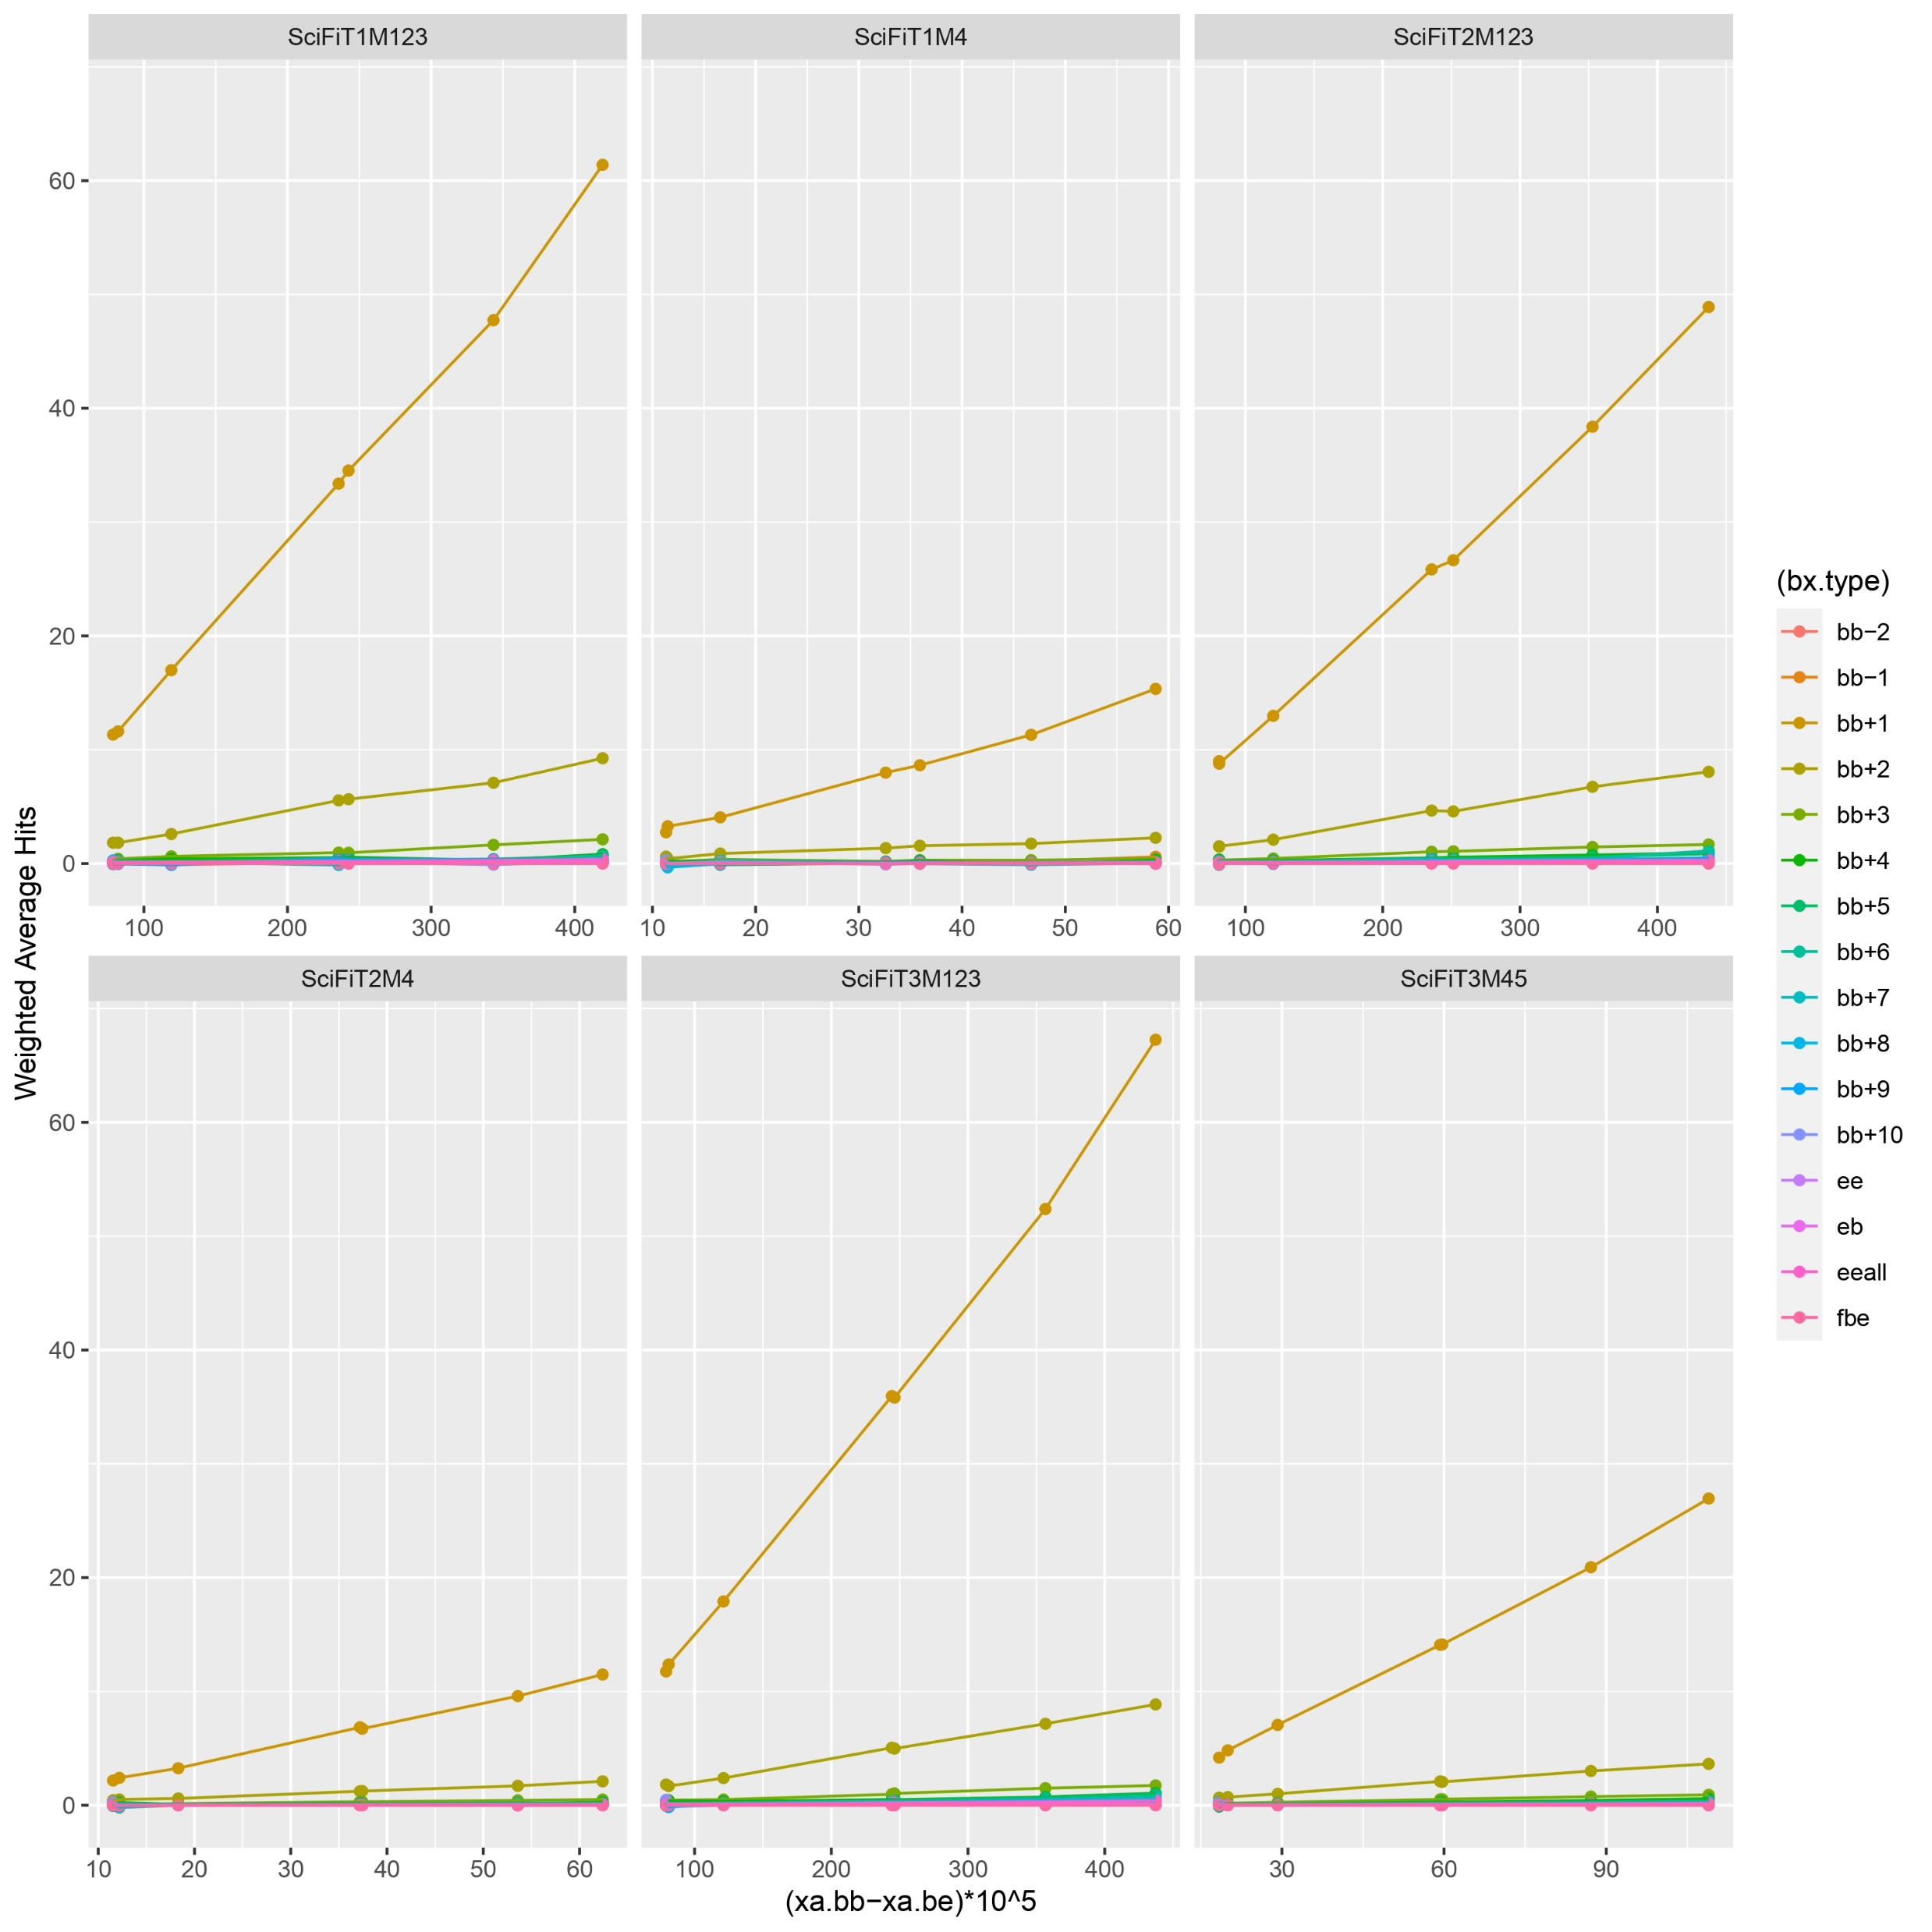 SciFiT1M123 SciFiT1M4 SciFiT2M123
60
40
20
0
100 200 300 400 10 20 30 40 50 60 100 200 300 400
SciFiT2M4 SciFiT3M123 SciFiT3M45
60
40
20
0
10 20 30 40 50 60 100 200 300 400 30 60 90
(xa.bb−xa.be)*10^5
Weighted Average Hits
(bx.type)
bb−2
bb−1
bb+1
bb+2
bb+3
bb+4
bb+5
bb+6
bb+7
bb+8
bb+9
bb+10
ee
eb
eeall
fbe